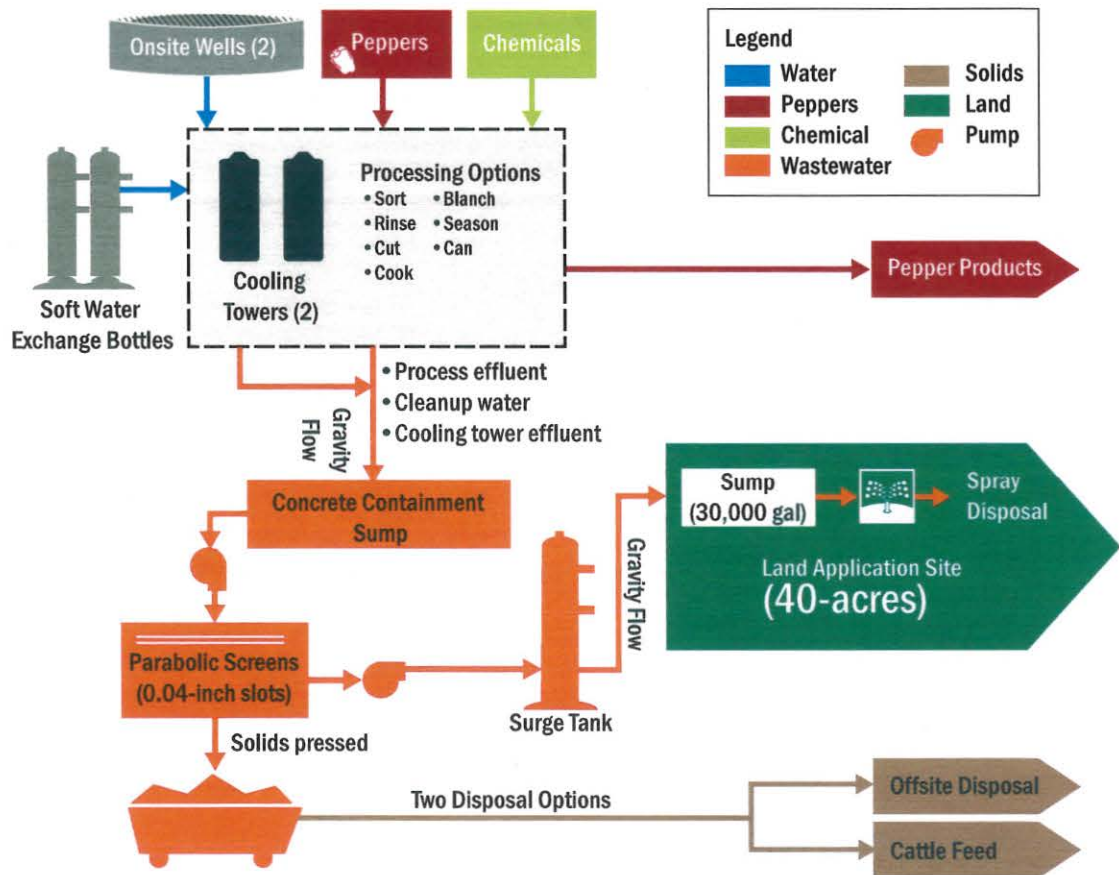 Onsite Wells (2)
Peppers
Chemicals
Legend
Water
Peppers
Chemical
Wastewater
Solids
Land
Pump
Processing Options
• Sort
• Rinse
• Cut
• Cook
• Blanch
• Season
• Can
Cooling
Towers (2)
Soft Water
Exchange Bottles
Pepper Products
• Process effluent
• Cleanup water
• Cooling tower effluent
Gravity
Flow
Concrete Containment
Sump
Sump
(30,000 gal)
Spray
Disposal
Land Application Site
(40-acres)
Gravity Flow
Parabolic Screens
(0.04-inch slots)
Surge Tank
Solids pressed
Two Disposal Options
Offsite Disposal
Cattle Feed